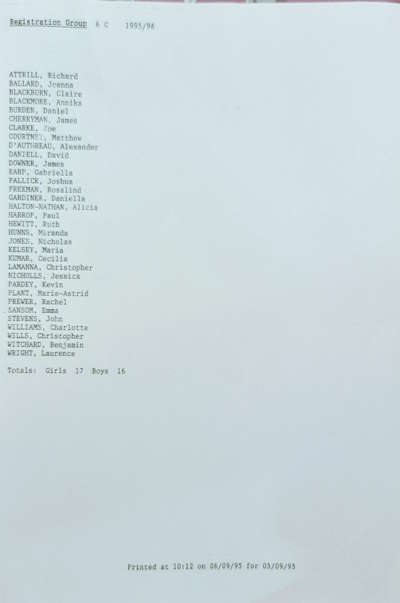 Registration Group 6 C 1995/96
ATTRILL, Richard
BALLARD, Joanna
BLACKBURN, Claire
BLACKMORE, Annika
BURDEN, Daniel
CHERRYMAN, James
CLARKE, Zoe
COURTNEY, Matthew
D'AUTHREAU, Alexander
DANIELL, David
DOWNER, James
EARP, Gabriella
FALLICK, Joshua
FREEMAN, Rosalind
GARDINER, Daniella
HALTON-NATHAN, Alicia
HARROP, Paul
HEWITT, Ruth
HUNNS, Miranda
JONES, Nicholas
KELSEY, Maria
KUMAR, Cecilia
LAMANNA, Christopher
NICHOLLS, Jessica
PARDEY, Kevin
PLANT, Marie-Astrid
PREWER, Rachel
SANSOM, Emma
STEVENS, John
WILLIAMS, Charlotte
WILLS, Christopher
WITCHARD, Benjamin
WRIGHT, Laurence
Totals: Girls 17 Boys 16
Printed at 10:12 on 06/09/95 for 05/09/95